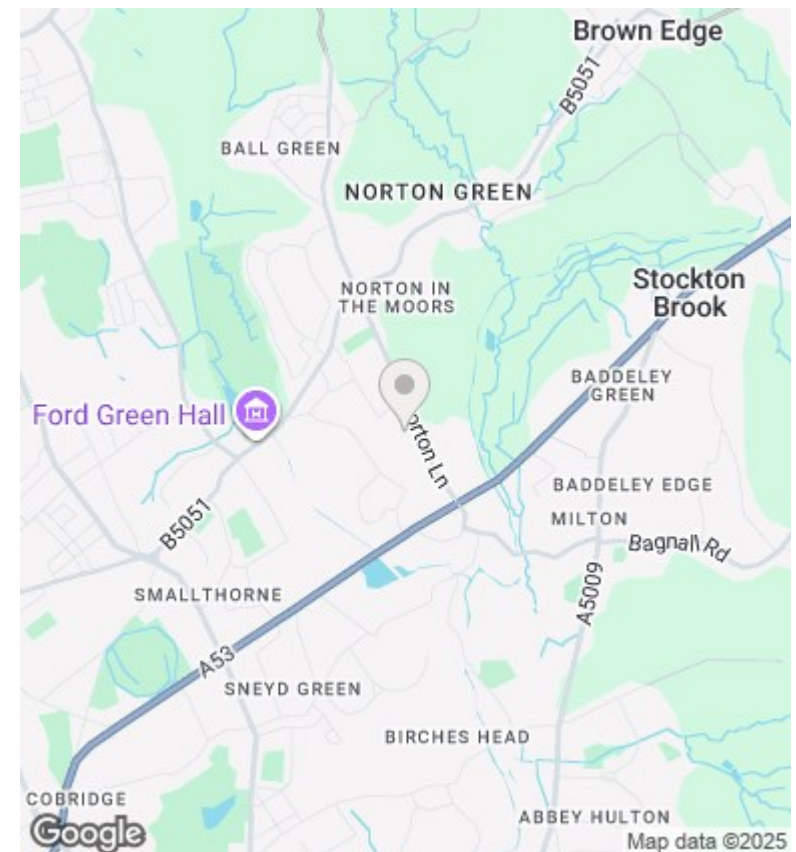 Brown Edge
B5051
BALL GREEN
NORTON GREEN
NORTON IN
THE MOORS
Stockton
Brook
BADDELEY
GREEN
Ford Green Hall
orton Ln
BADDELEY EDGE
B5051
MILTON
Bagnall Rd
SMALLTHORNE
A5009
A53
SNEYD GREEN
BIRCHES HEAD
COBRIDGE
ABBEY HULTON
Google
Map data ©2025